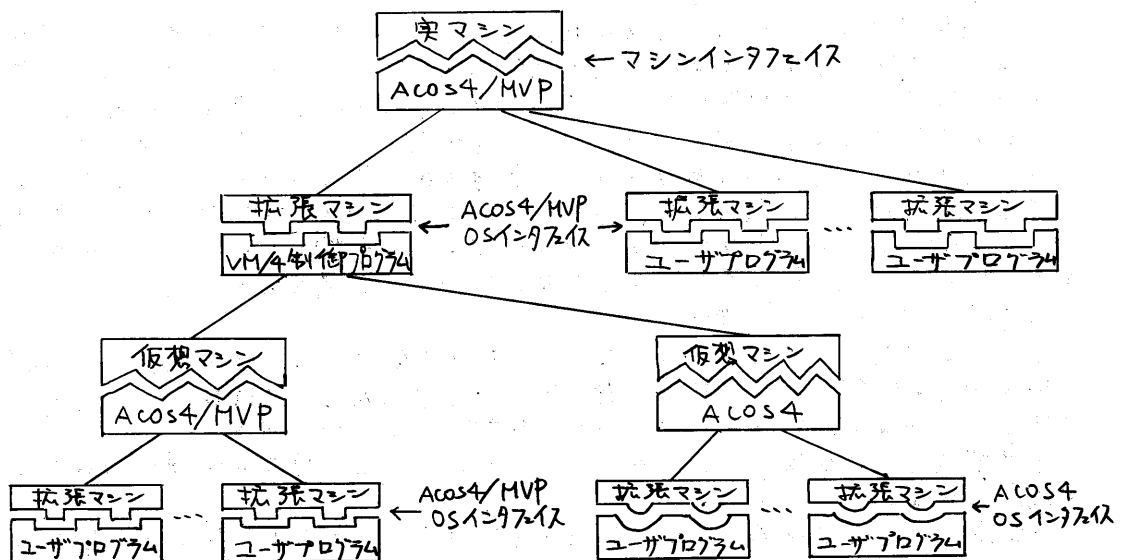 実マシン
←マシンインタフェイス
ACOS4/MVP
拡張マシン
ACOS4/MVP
OSインタフェイス
拡張マシン
拡張マシン
VM/4制御プログラム
ユーザプログラム
...
ユーザプログラム
仮想マシン
仮想マシン
ACOS4/MVP
ACOS4
拡張マシン
...
拡張マシン
ACOS4/MVP
OSインタフェイス
拡張マシン
...
拡張マシン
ACOS4
OSインタフェイス
ユーザプログラム
ユーザプログラム
ユーザプログラム
ユーザプログラム